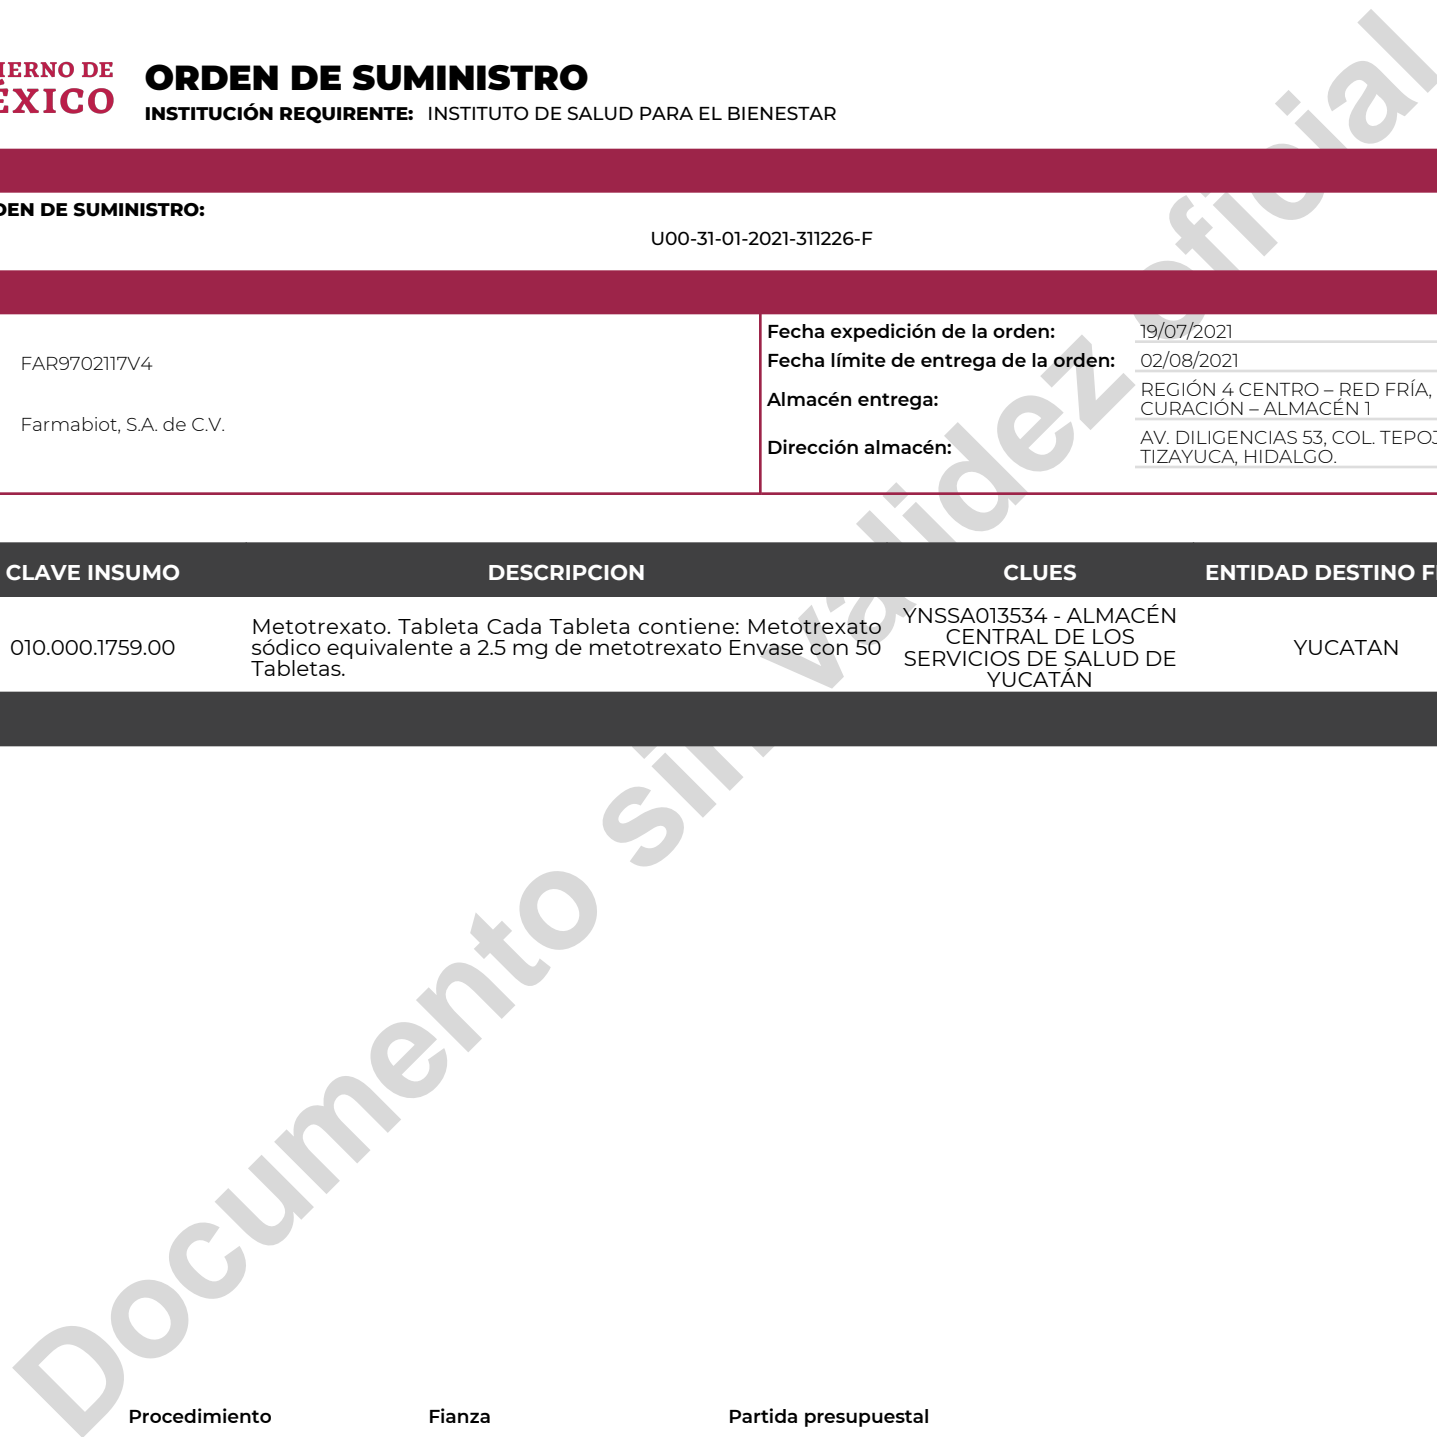 IERNO DE
ÉXICO
ORDEN DE SUMINISTRO
INSTITUCIÓN REQUIRENTE: INSTITUTO DE SALUD PARA EL BIENESTAR
DEN DE SUMINISTRO:
U00-31-01-2021-311226-F
FAR9702117V4
Farmabiot, S.A. de C.V.
Fecha expedición de la orden: 19/07/2021
Fecha límite de entrega de la orden: 02/08/2021
Almacén entrega: REGIÓN 4 CENTRO – RED FRÍA,
CURACIÓN – ALMACÉN 1
Dirección almacén: AV. DILIGENCIAS 53, COL. TEPOJ
TIZAYUCA, HIDALGO.
CLAVE INSUMO DESCRIPCION CLUES ENTIDAD DESTINO F
010.000.1759.00
Metotrexato. Tableta Cada Tableta contiene: Metotrexato
sódico equivalente a 2.5 mg de metotrexato Envase con 50
Tabletas.
YNSSA013534 - ALMACÉN
CENTRAL DE LOS
SERVICIOS DE SALUD DE
YUCATÁN
YUCATAN
Documento sin validez oficial
Procedimiento Fianza Partida presupuestal